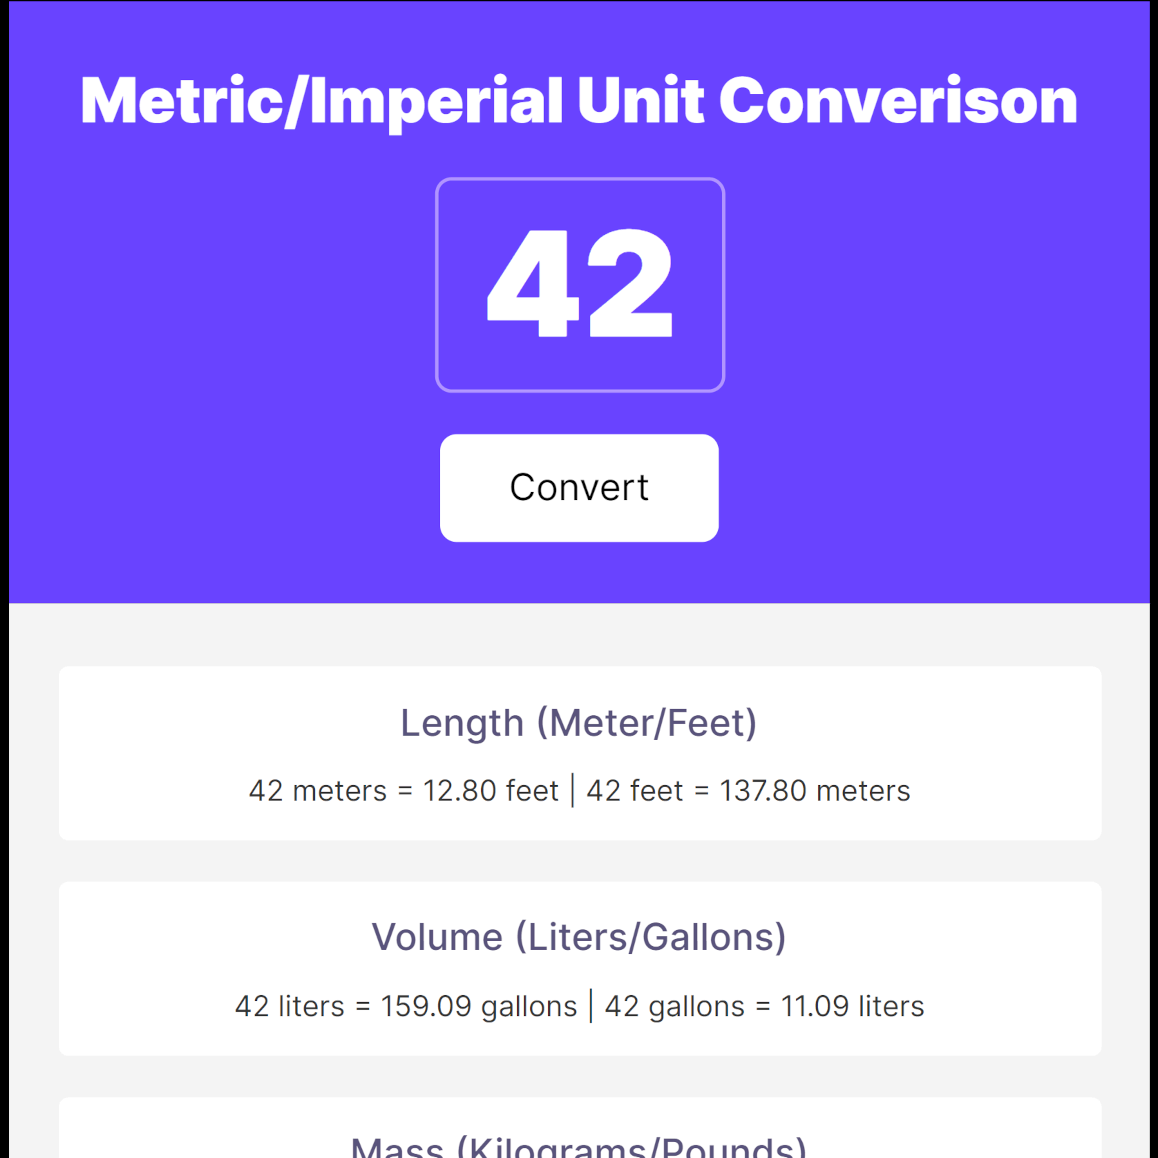 Metric/Imperial Unit Converison
42
Convert
Length (Meter/Feet)
42 meters = 12.80 feet | 42 feet = 137.80 meters
Volume (Liters/Gallons)
42 liters = 159.09 gallons | 42 gallons = 11.09 liters
Mass (Kilograms/Pounds)